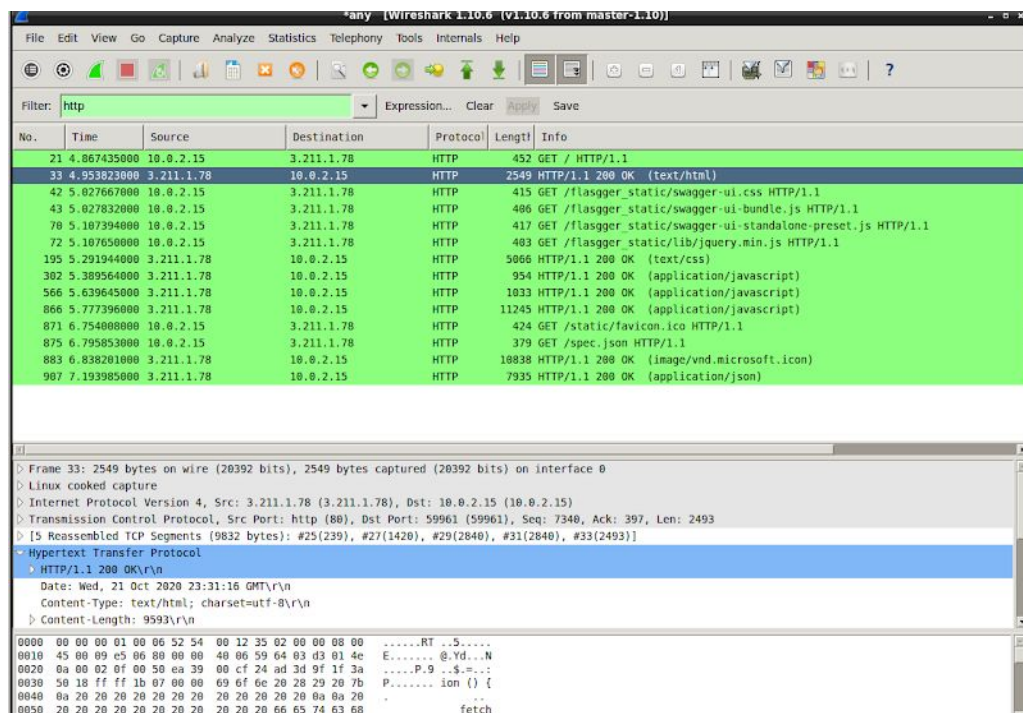 *any [Wireshark 1.10.6 (v1.10.6 from master-1.10)]
File Edit View Go Capture Analyze Statistics Telephony Tools Internals Help
Filter: http Expression... Clear Apply Save
No. Time Source Destination Protocol Length Info
21 4.867435000 10.0.2.15 3.211.1.78 HTTP 452 GET / HTTP/1.1
33 4.953823000 3.211.1.78 10.0.2.15 HTTP 2549 HTTP/1.1 200 OK (text/html)
42 5.027667000 10.0.2.15 3.211.1.78 HTTP 415 GET /flasgger_static/swagger-ui.css HTTP/1.1
43 5.027832000 10.0.2.15 3.211.1.78 HTTP 406 GET /flasgger_static/swagger-ui-bundle.js HTTP/1.1
70 5.107394000 10.0.2.15 3.211.1.78 HTTP 417 GET /flasgger_static/swagger-ui-standalone-preset.js HTTP/1.1
72 5.107650000 10.0.2.15 3.211.1.78 HTTP 403 GET /flasgger_static/lib/jquery.min.js HTTP/1.1
195 5.291944000 3.211.1.78 10.0.2.15 HTTP 5066 HTTP/1.1 200 OK (text/css)
302 5.389564000 3.211.1.78 10.0.2.15 HTTP 954 HTTP/1.1 200 OK (application/javascript)
566 5.639645000 3.211.1.78 10.0.2.15 HTTP 1033 HTTP/1.1 200 OK (application/javascript)
866 5.777396000 3.211.1.78 10.0.2.15 HTTP 11245 HTTP/1.1 200 OK (application/javascript)
871 6.754008000 10.0.2.15 3.211.1.78 HTTP 424 GET /static/favicon.ico HTTP/1.1
875 6.795853000 10.0.2.15 3.211.1.78 HTTP 379 GET /spec.json HTTP/1.1
883 6.838201000 3.211.1.78 10.0.2.15 HTTP 10838 HTTP/1.1 200 OK (image/vnd.microsoft.icon)
907 7.193985000 3.211.1.78 10.0.2.15 HTTP 7935 HTTP/1.1 200 OK (application/json)
Frame 33: 2549 bytes on wire (20392 bits), 2549 bytes captured (20392 bits) on interface 0
Linux cooked capture
Internet Protocol Version 4, Src: 3.211.1.78 (3.211.1.78), Dst: 10.0.2.15 (10.0.2.15)
Transmission Control Protocol, Src Port: http (80), Dst Port: 59961 (59961), Seq: 7340, Ack: 397, Len: 2493
[5 Reassembled TCP Segments (9832 bytes): #25(239), #27(1420), #29(2840), #31(2840), #33(2493)]
Hypertext Transfer Protocol
HTTP/1.1 200 OK\r\n
Date: Wed, 21 Oct 2020 23:31:16 GMT\r\n
Content-Type: text/html; charset=utf-8\r\n
Content-Length: 9593\r\n
0000 00 00 00 01 00 06 52 54 00 12 35 02 00 00 08 00 ......RT ..5.....
0010 45 00 09 e5 06 80 00 00 40 06 59 64 03 d3 01 4e E....... @.Yd...N
0020 0a 00 02 0f 00 50 ea 39 00 cf 24 ad 3d 9f 1f 3a .....P.9 ..$.=..:
0030 50 18 ff ff 1b 07 00 00 69 6f 6e 20 28 29 20 7b P....... ion () {
0040 0a 20 20 20 20 20 20 20 20 20 20 20 20 0a 0a 20 . ..
0050 20 20 20 20 20 20 20 20 20 20 20 66 65 74 63 68 fetch